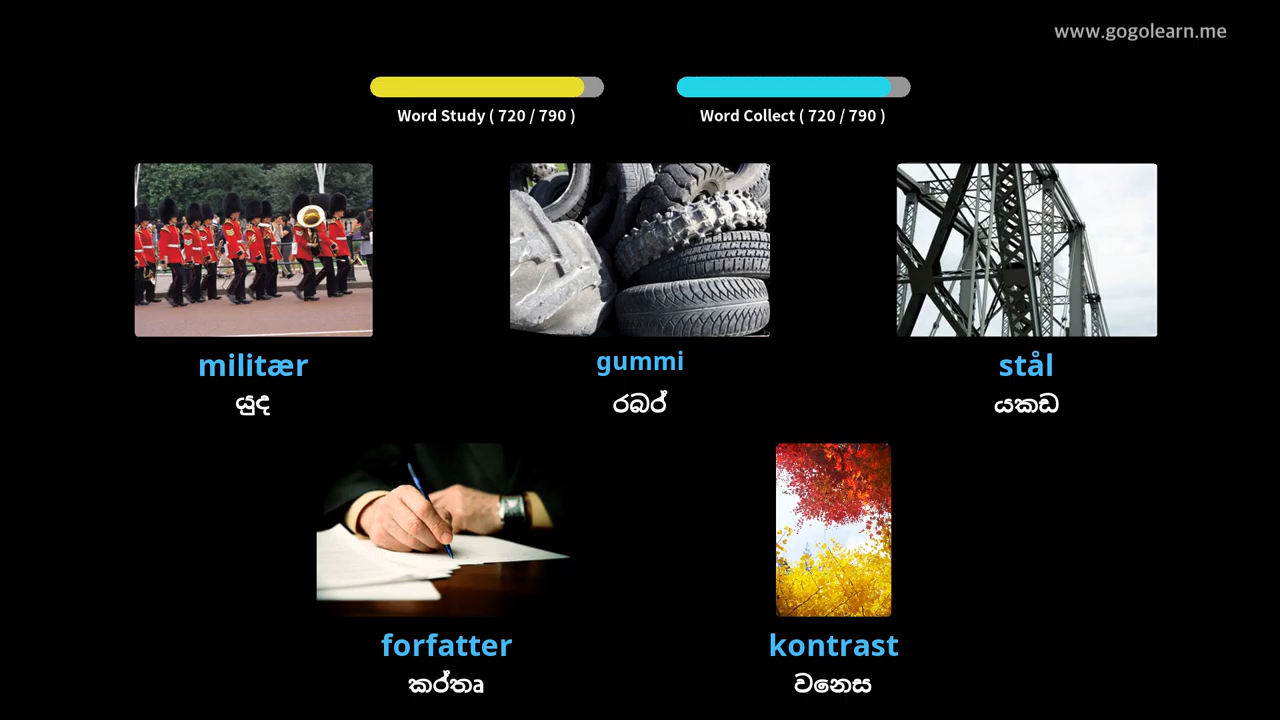 www.gogolearn.me
Word Study ( 720 / 790 )
Word Collect ( 720 / 790 )
militær
යුද
gummi
රබර්
stål
යකඩ
forfatter
කර්තෘ
kontrast
වනෙස